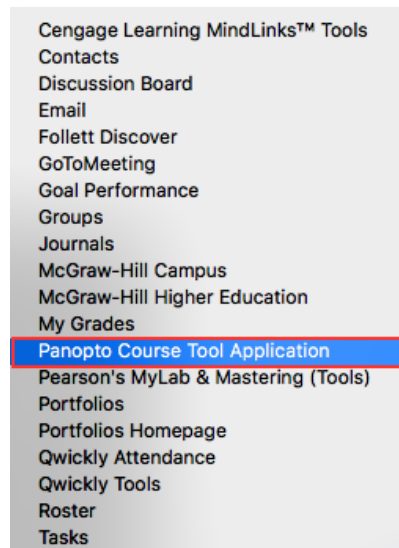 Cengage Learning MindLinks™ Tools
Contacts
Discussion Board
Email
Follett Discover
GoToMeeting
Goal Performance
Groups
Journals
McGraw-Hill Campus
McGraw-Hill Higher Education
My Grades
Panopto Course Tool Application
Pearson's MyLab & Mastering (Tools)
Portfolios
Portfolios Homepage
Qwickly Attendance
Qwickly Tools
Roster
Tasks